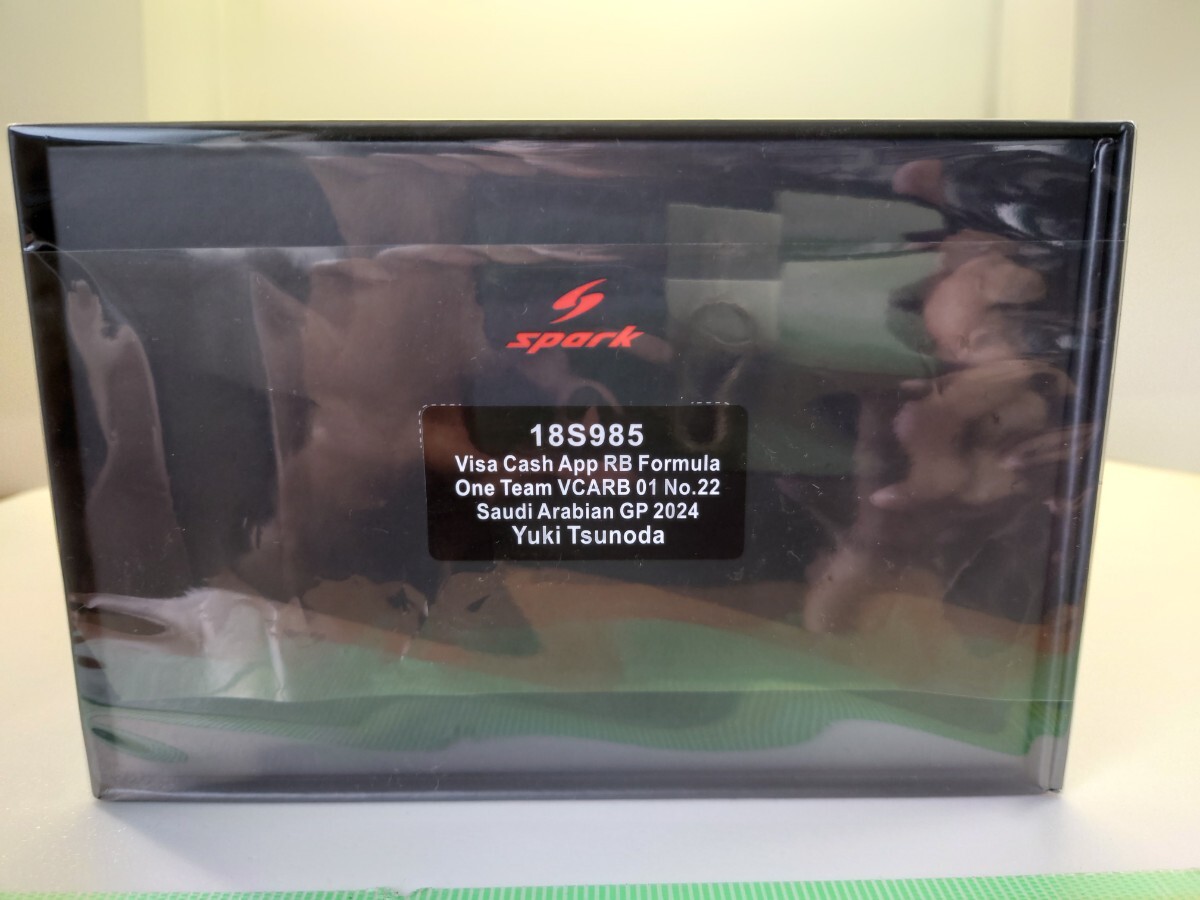 spark
18S985
Visa Cash App RB Formula
One Team VCARB 01 No.22
Saudi Arabian GP 2024
Yuki Tsunoda